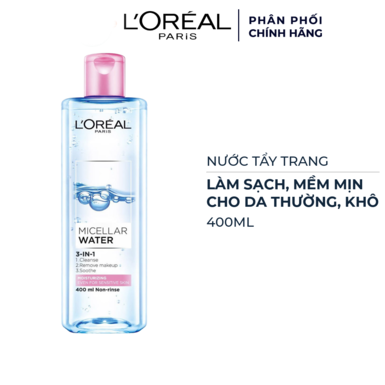 L'ORÉAL
PARIS
PHÂN PHỐI
CHÍNH HÃNG
L'ORÉAL
PARIS
MICELLAR
WATER
3-IN-1
1.Cleanse
2.Remove makeup
3.Soothe
MOISTURISING
400 ml Non-rinse
NƯỚC TẨY TRANG
LÀM SẠCH, MỀM MỊN
CHO DA THƯỜNG, KHÔ
400ML